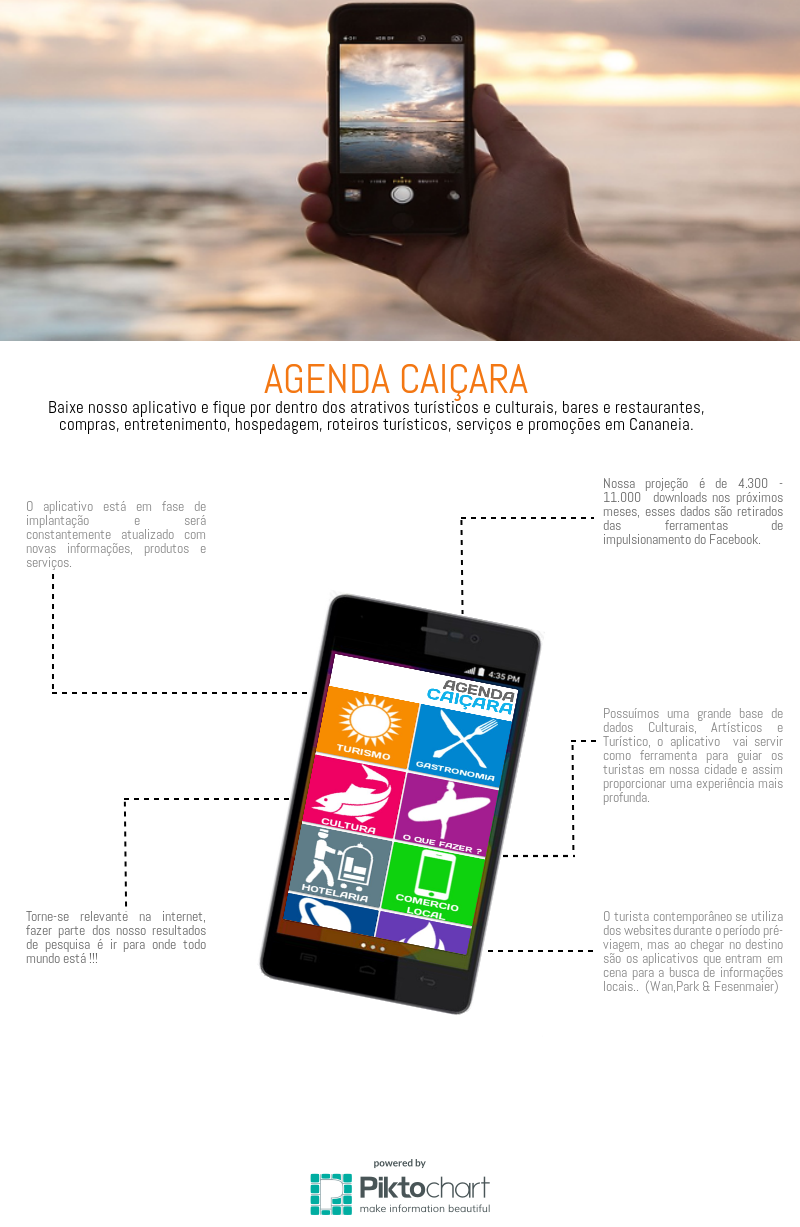 VIDEO PHOTO
AGENDA CAIÇARA
Baixe nosso aplicativo e fique por dentro dos atrativos turísticos e culturais, bares e restaurantes,
compras, entretenimento, hospedagem, roteiros turísticos, serviços e promoções em Cananeia.
O aplicativo está em fase de
implantação e será
constantemente atualizado com
novas informações, produtos e
serviços.
Nossa projeção é de 4.300 -
11.000 downloads nos próximos
meses, esses dados são retirados
das ferramentas de
impulsionamento do Facebook.
4:35 PM
AGENDA
CAIÇARA
TURISMO
GASTRONOMIA
CULTURA
O QUE FAZER ?
HOTELARIA
COMERCIO
LOCAL
Possuímos uma grande base de
dados Culturais, Artísticos e
Turístico, o aplicativo vai servir
como ferramenta para guiar os
turistas em nossa cidade e assim
proporcionar uma experiência mais
profunda.
Torne-se relevante na internet,
fazer parte dos nosso resultados
de pesquisa é ir para onde todo
mundo está !!!
O turista contemporâneo se utiliza
dos websites durante o período pré-
viagem, mas ao chegar no destino
são os aplicativos que entram em
cena para a busca de informações
locais.. (Wan,Park & Fesenmaier)
powered by
Piktochart
make information beautiful